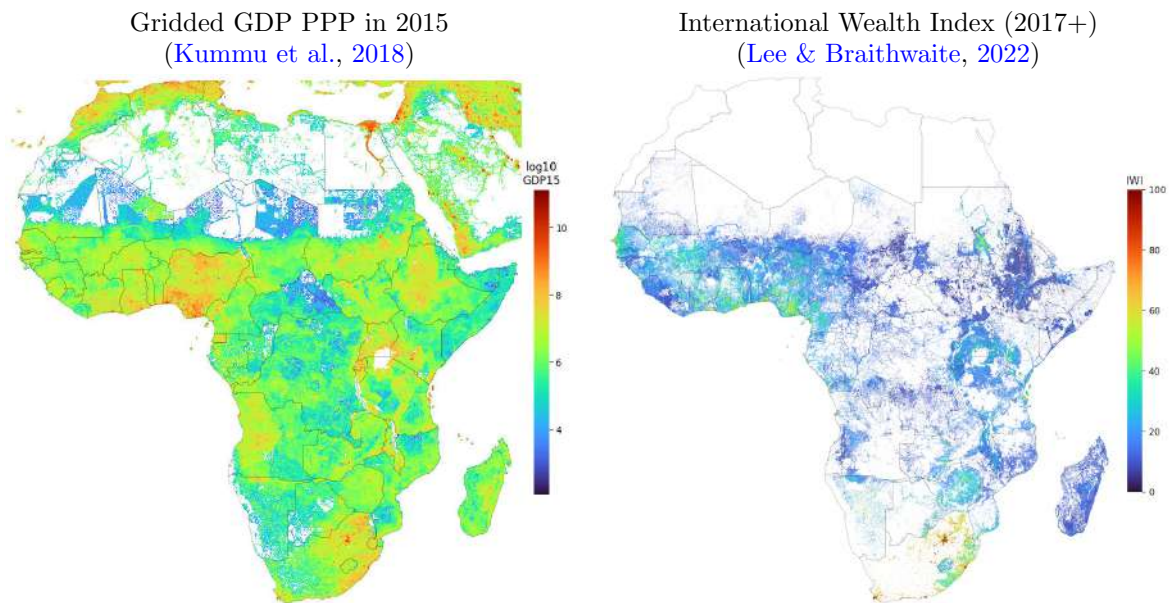 Gridded GDP PPP in 2015
(Kummu et al., 2018)
log10
GDP15
10
8
6
4
International Wealth Index (2017+)
(Lee & Braithwaite, 2022)
IWI
100
80
60
40
20
0